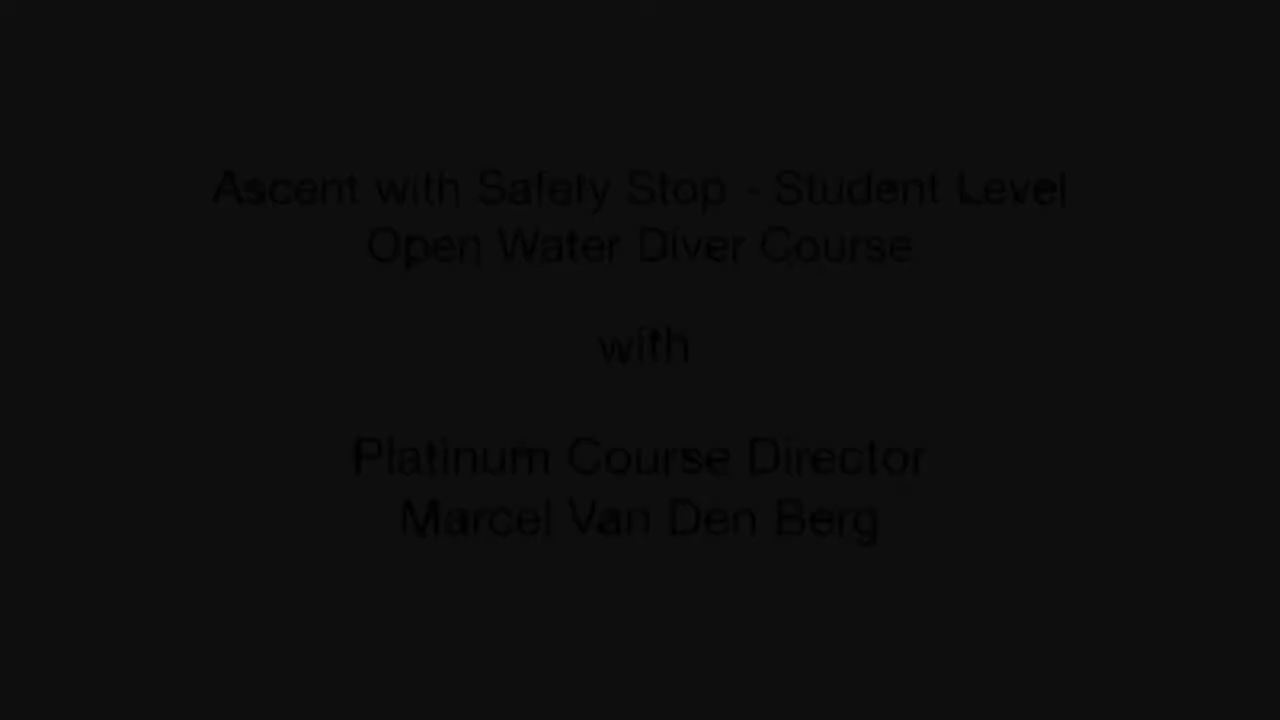 Ascent with Safety Stop - Student Level
Open Water Diver Course
with
Platinum Course Director
Marcel Van Den Berg